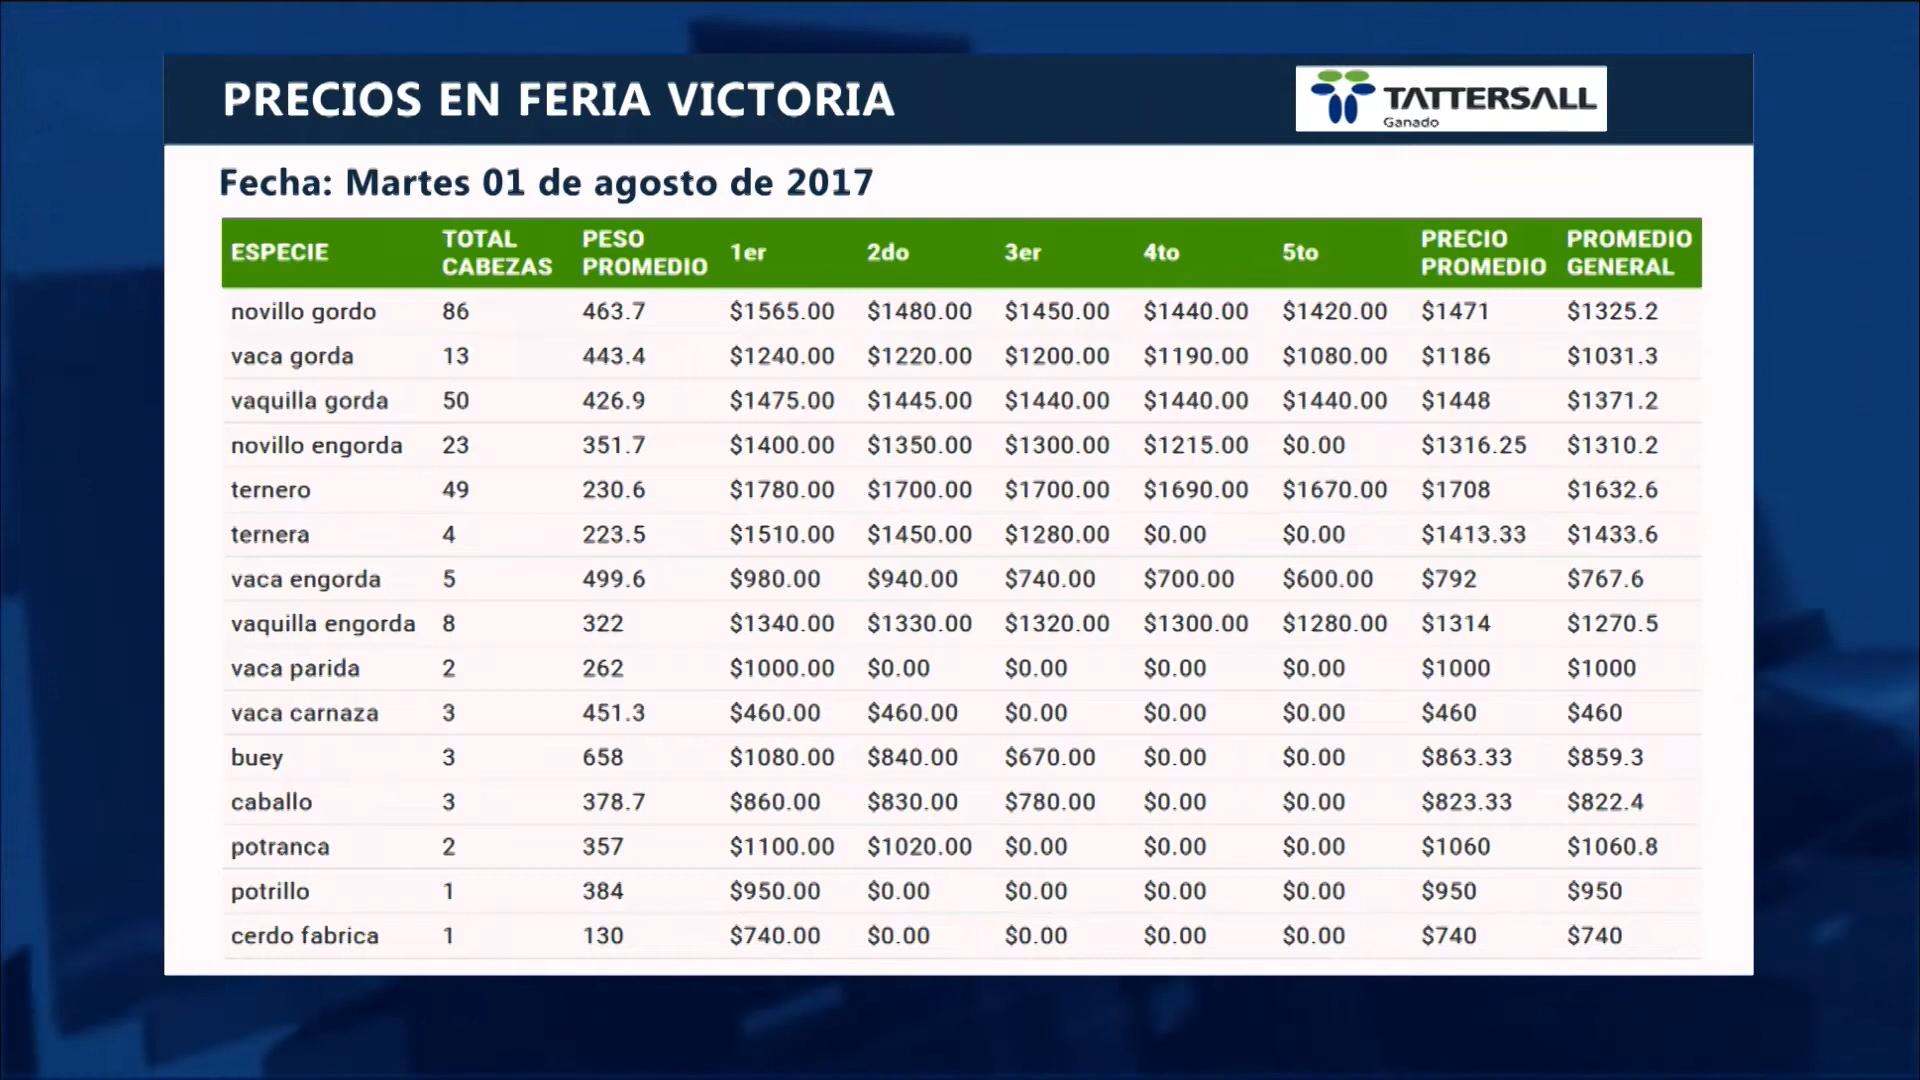 PRECIOS EN FERIA VICTORIA
TATTERSALL
Ganado
Fecha: Martes 01 de agosto de 2017
ESPECIE TOTAL CABEZAS PESO PROMEDIO 1er 2do 3er 4to 5to PRECIO PROMEDIO PROMEDIO GENERAL
novillo gordo 86 463.7 $1565.00 $1480.00 $1450.00 $1440.00 $1420.00 $1471 $1325.2
vaca gorda 13 443.4 $1240.00 $1220.00 $1200.00 $1190.00 $1080.00 $1186 $1031.3
vaquilla gorda 50 426.9 $1475.00 $1445.00 $1440.00 $1440.00 $1440.00 $1448 $1371.2
novillo engorda 23 351.7 $1400.00 $1350.00 $1300.00 $1215.00 $0.00 $1316.25 $1310.2
ternero 49 230.6 $1780.00 $1700.00 $1700.00 $1690.00 $1670.00 $1708 $1632.6
ternera 4 223.5 $1510.00 $1450.00 $1280.00 $0.00 $0.00 $1413.33 $1433.6
vaca engorda 5 499.6 $980.00 $940.00 $740.00 $700.00 $600.00 $792 $767.6
vaquilla engorda 8 322 $1340.00 $1330.00 $1320.00 $1300.00 $1280.00 $1314 $1270.5
vaca parida 2 262 $1000.00 $0.00 $0.00 $0.00 $0.00 $1000 $1000
vaca carnaza 3 451.3 $460.00 $460.00 $0.00 $0.00 $0.00 $460 $460
buey 3 658 $1080.00 $840.00 $670.00 $0.00 $0.00 $863.33 $859.3
caballo 3 378.7 $860.00 $830.00 $780.00 $0.00 $0.00 $823.33 $822.4
potranca 2 357 $1100.00 $1020.00 $0.00 $0.00 $0.00 $1060 $1060.8
potrillo 1 384 $950.00 $0.00 $0.00 $0.00 $0.00 $950 $950
cerdo fabrica 1 130 $740.00 $0.00 $0.00 $0.00 $0.00 $740 $740